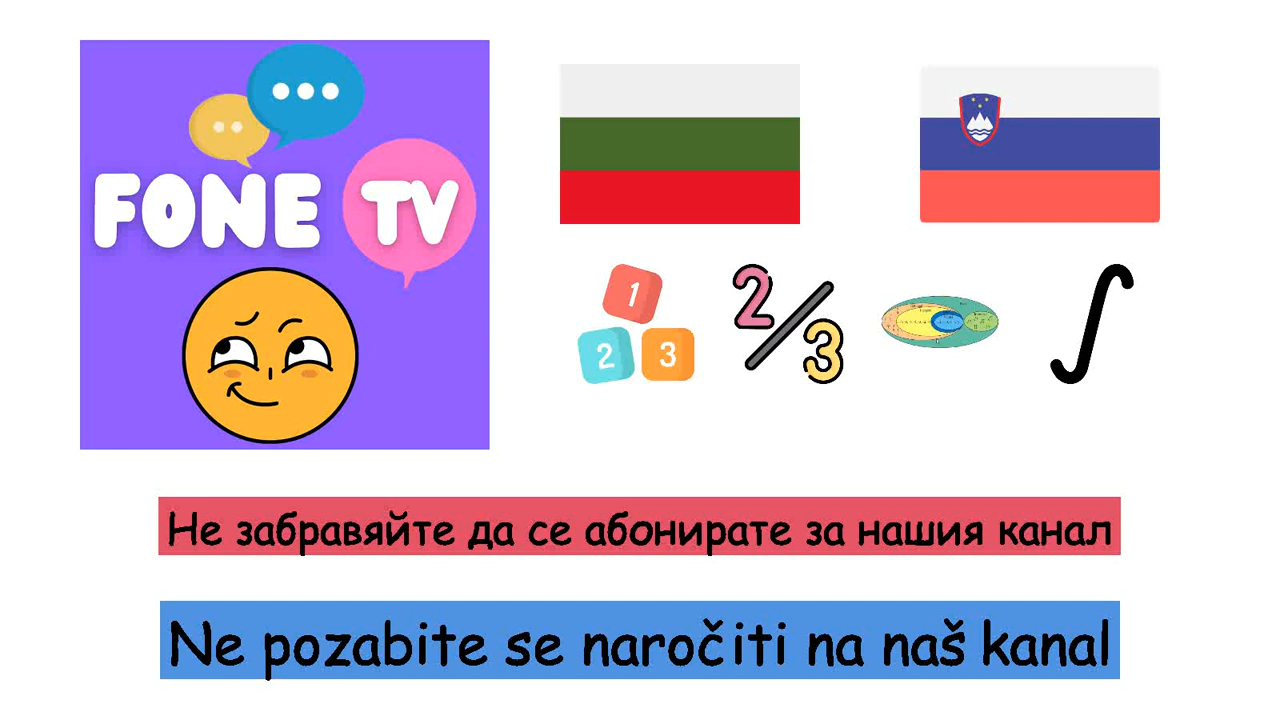 FONE TV
1
2 3
2/3
∫
Не забравяйте да се абонирате за нашия канал
Ne pozabite se naročiti na naš kanal